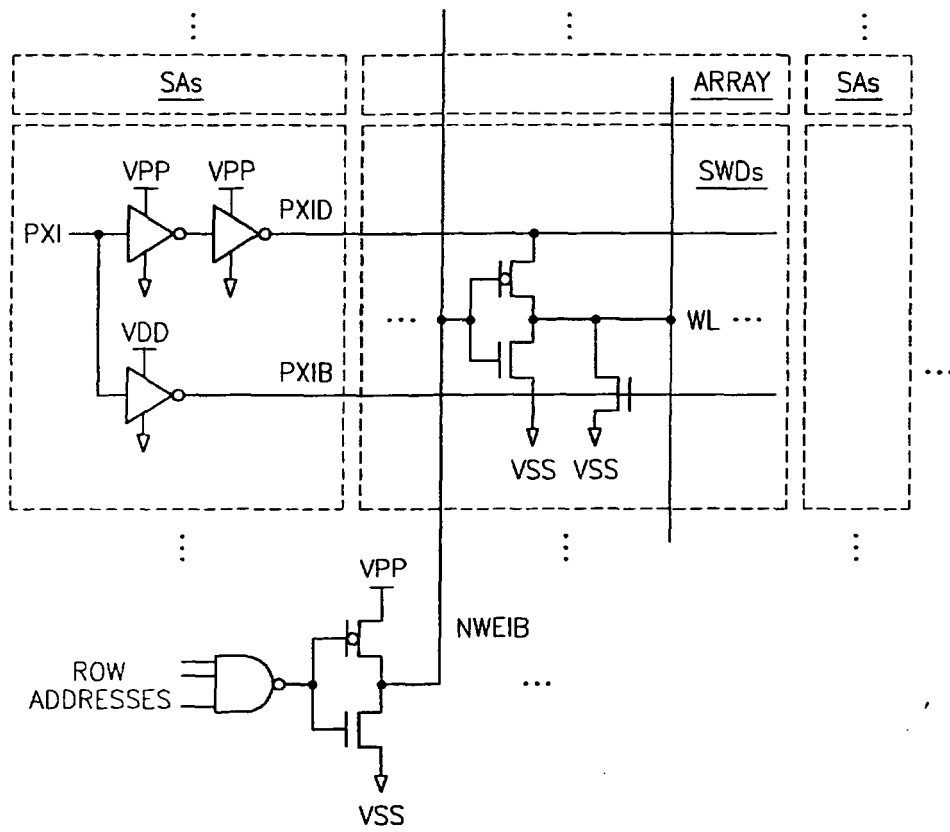 SAs
ARRAY
SAs
SWDs
VPP
VPP
PXI
PXID
VDD
WL
PXIB
VSS
VSS
VPP
NWEIB
ROW
ADDRESSES
VSS